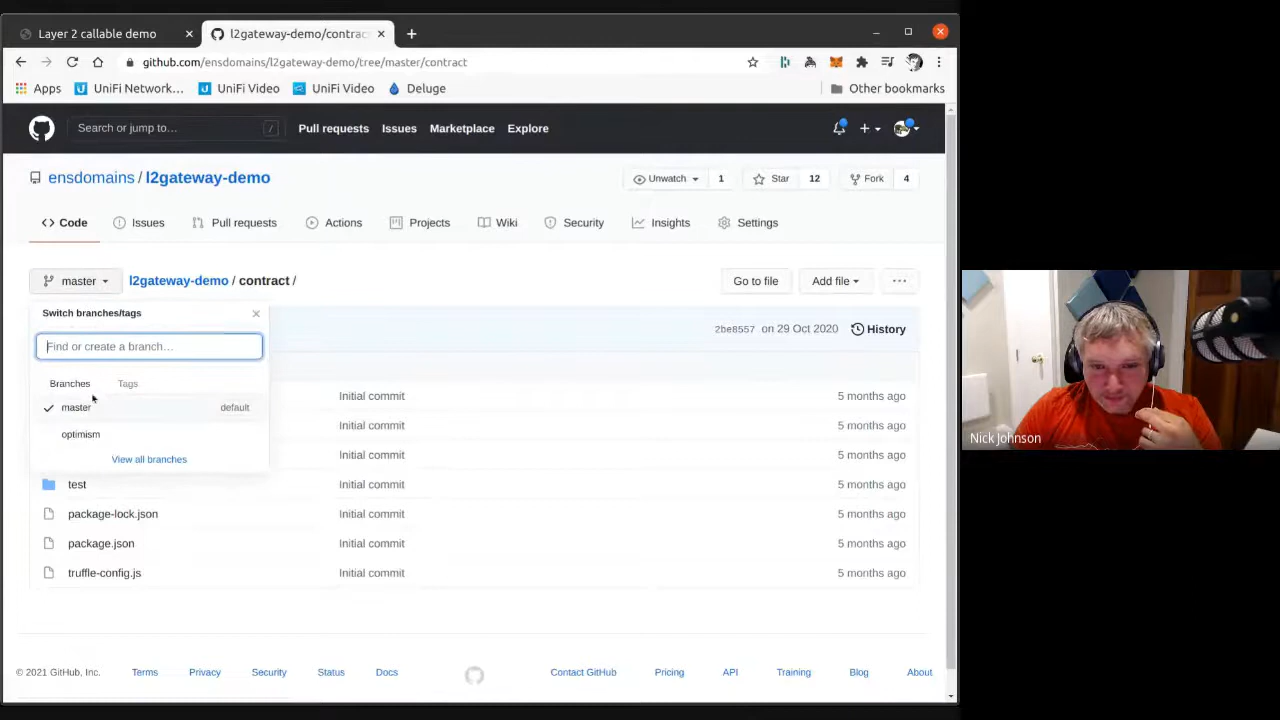 Layer 2 callable demo
l2gateway-demo/contrac
github.com/ensdomains/l2gateway-demo/tree/master/contract
Apps
UniFi Network…
UniFi Video
UniFi Video
Deluge
Other bookmarks
Search or jump to…
/
Pull requests
Issues
Marketplace
Explore
ensdomains / l2gateway-demo
Unwatch
1
Star
12
Fork
4
Code
Issues
Pull requests
Actions
Projects
Wiki
Security
Insights
Settings
master
l2gateway-demo / contract /
Go to file
Add file
Switch branches/tags
Find or create a branch…
Branches
Tags
master
default
optimism
View all branches
2be8557 on 29 Oct 2020
History
Initial commit
5 months ago
Initial commit
5 months ago
Initial commit
5 months ago
test
Initial commit
5 months ago
package-lock.json
Initial commit
5 months ago
package.json
Initial commit
5 months ago
truffle-config.js
Initial commit
5 months ago
© 2021 GitHub, Inc.
Terms
Privacy
Security
Status
Docs
Contact GitHub
Pricing
API
Training
Blog
About
Nick Johnson